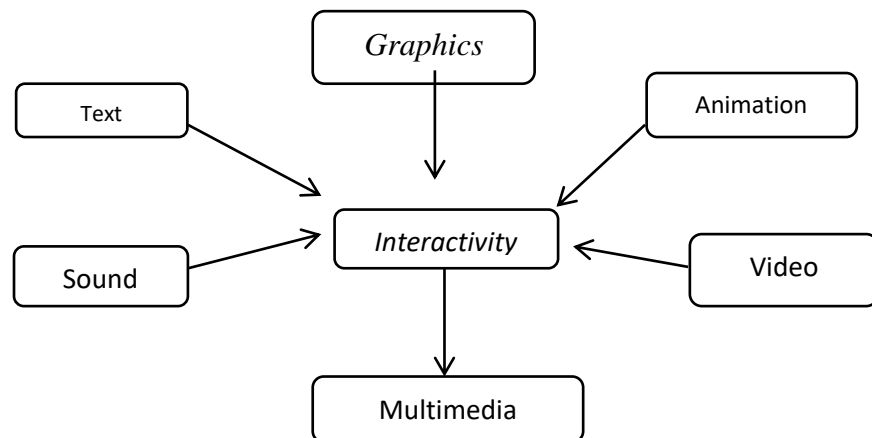 Graphics
Text
Animation
Interactivity
Sound
Video
Multimedia